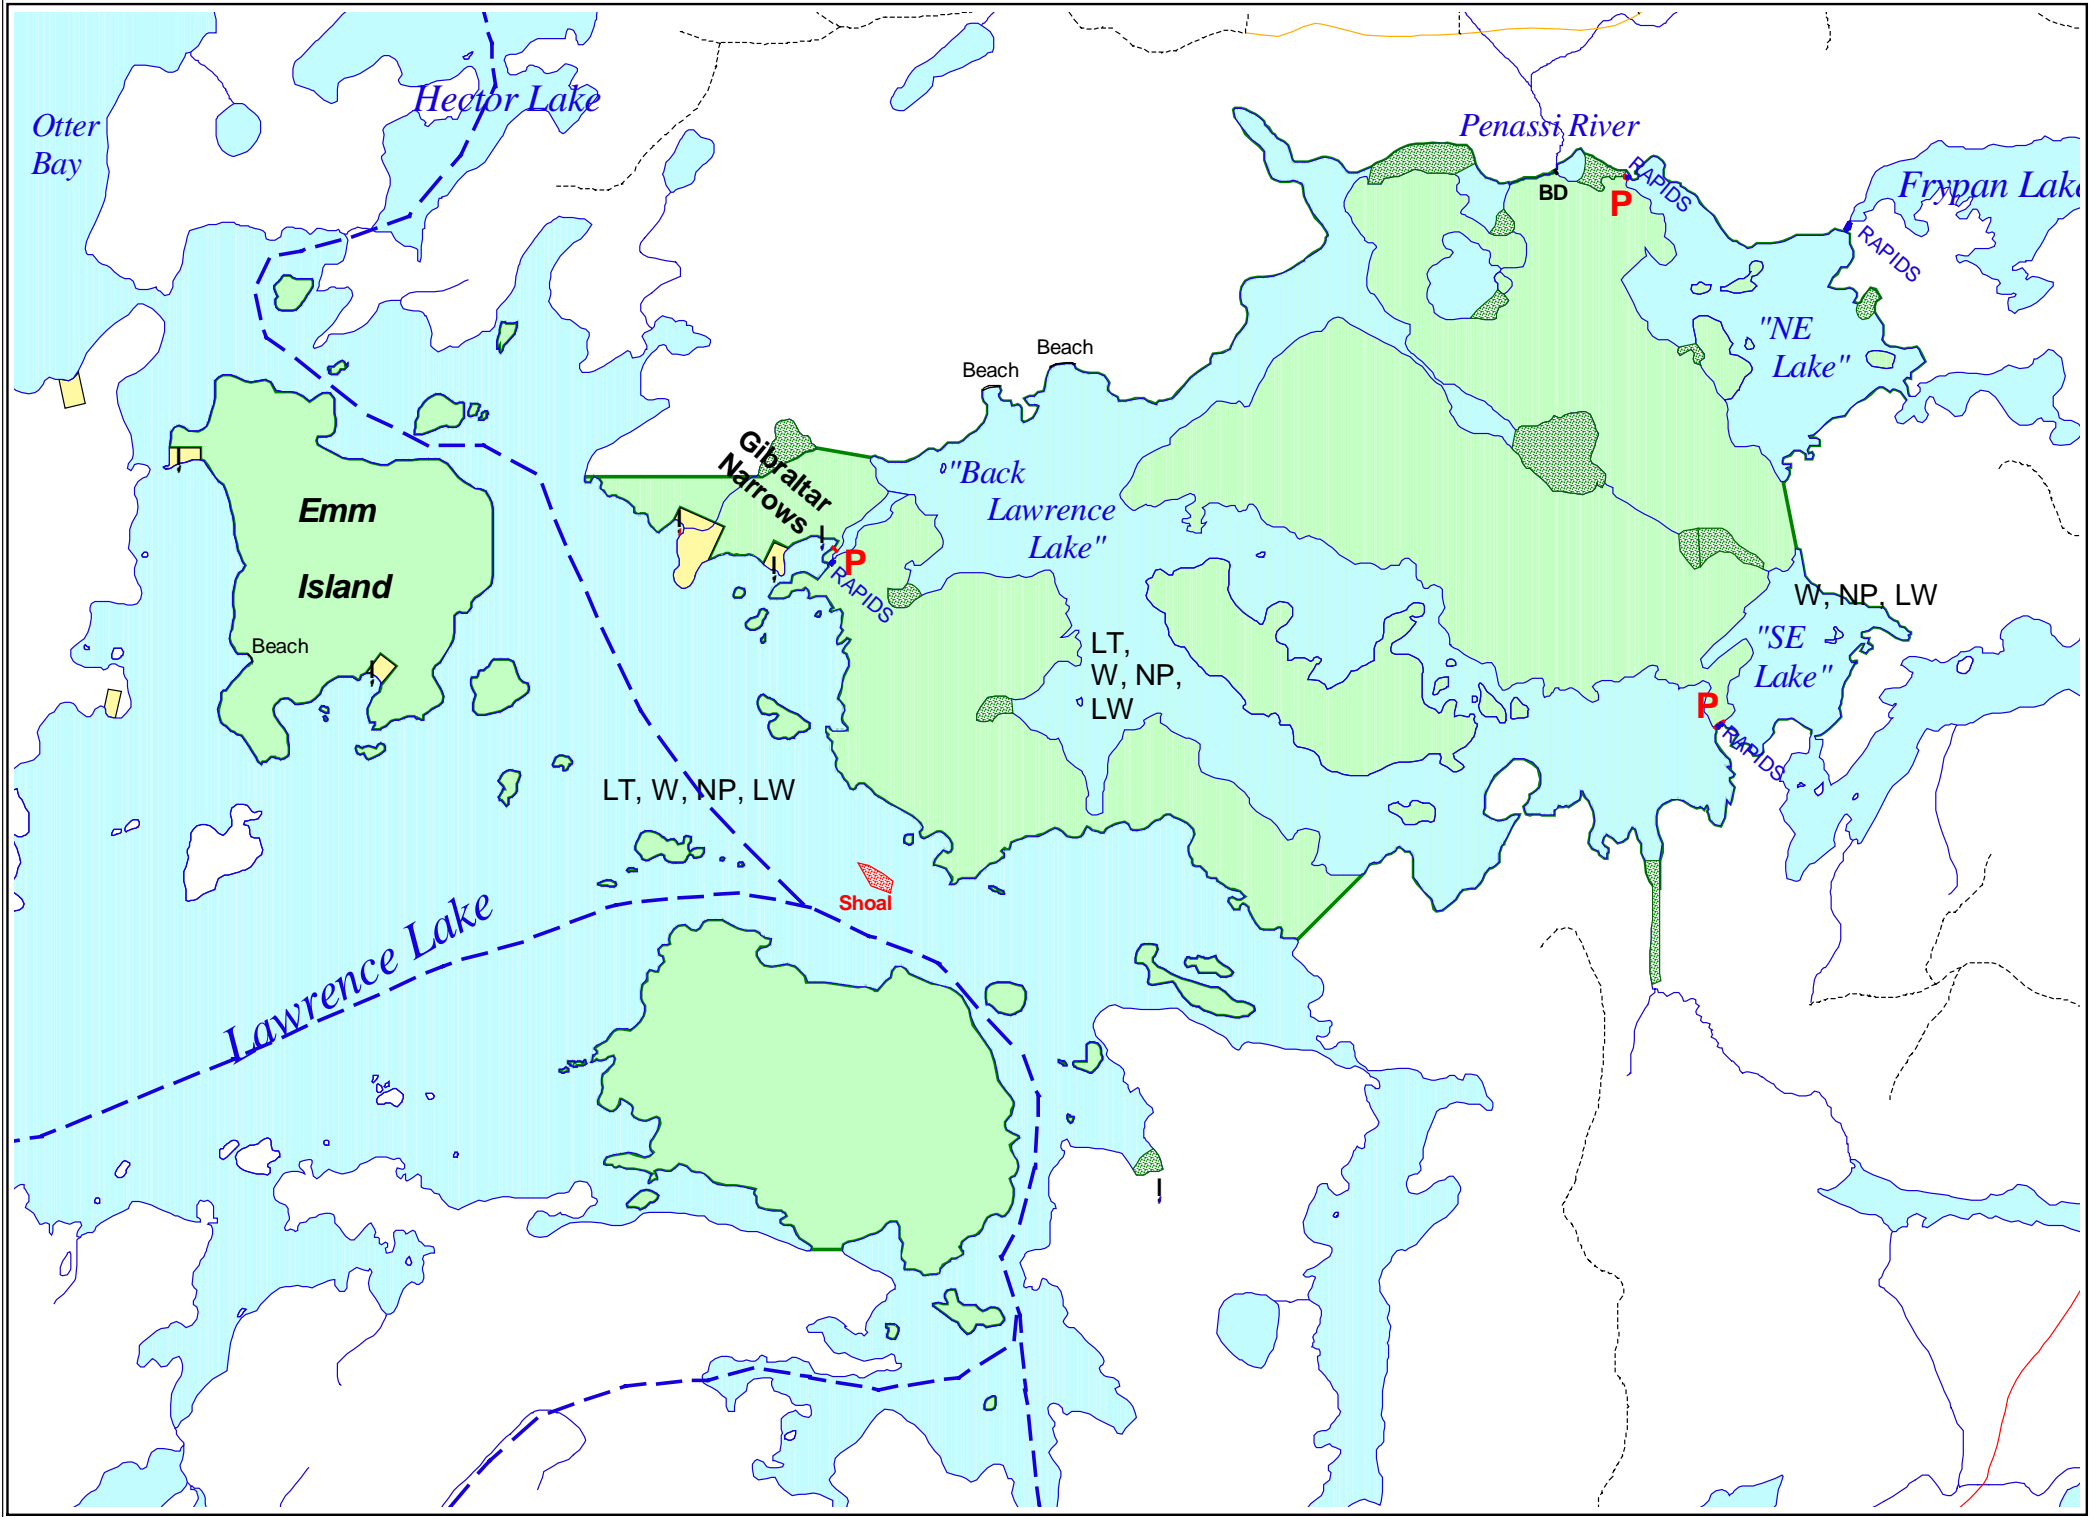 Hector Lake
Otter
Bay
Penassi River
RAPIDS
BD
P
Frypan Lake
RAPIDS
"NE
Lake"
Beach
Beach
Gibraltar
Narrows
"Back
Lawrence
Lake"
Emm
Island
Beach
P
RAPIDS
W, NP, LW
"SE
Lake"
LT,
W, NP,
LW
P
RAPIDS
LT, W, NP, LW
Shoal
Lawrence Lake